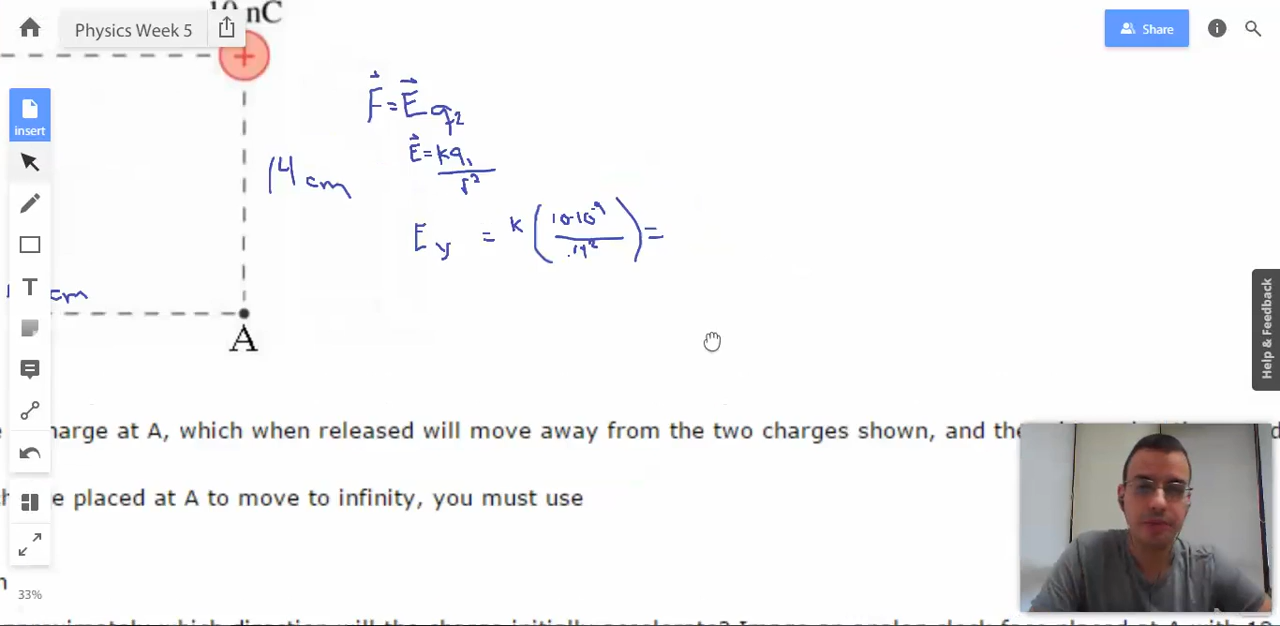 10 nC
Physics Week 5
Share
+
F = E q2
insert
E = kq1
r²
14 cm
Ey = k ( 10·10⁻⁹ ) =
.14²
T
cm
A
Help & Feedback
harge at A, which when released will move away from the two charges shown, and the
e placed at A to move to infinity, you must use
33%